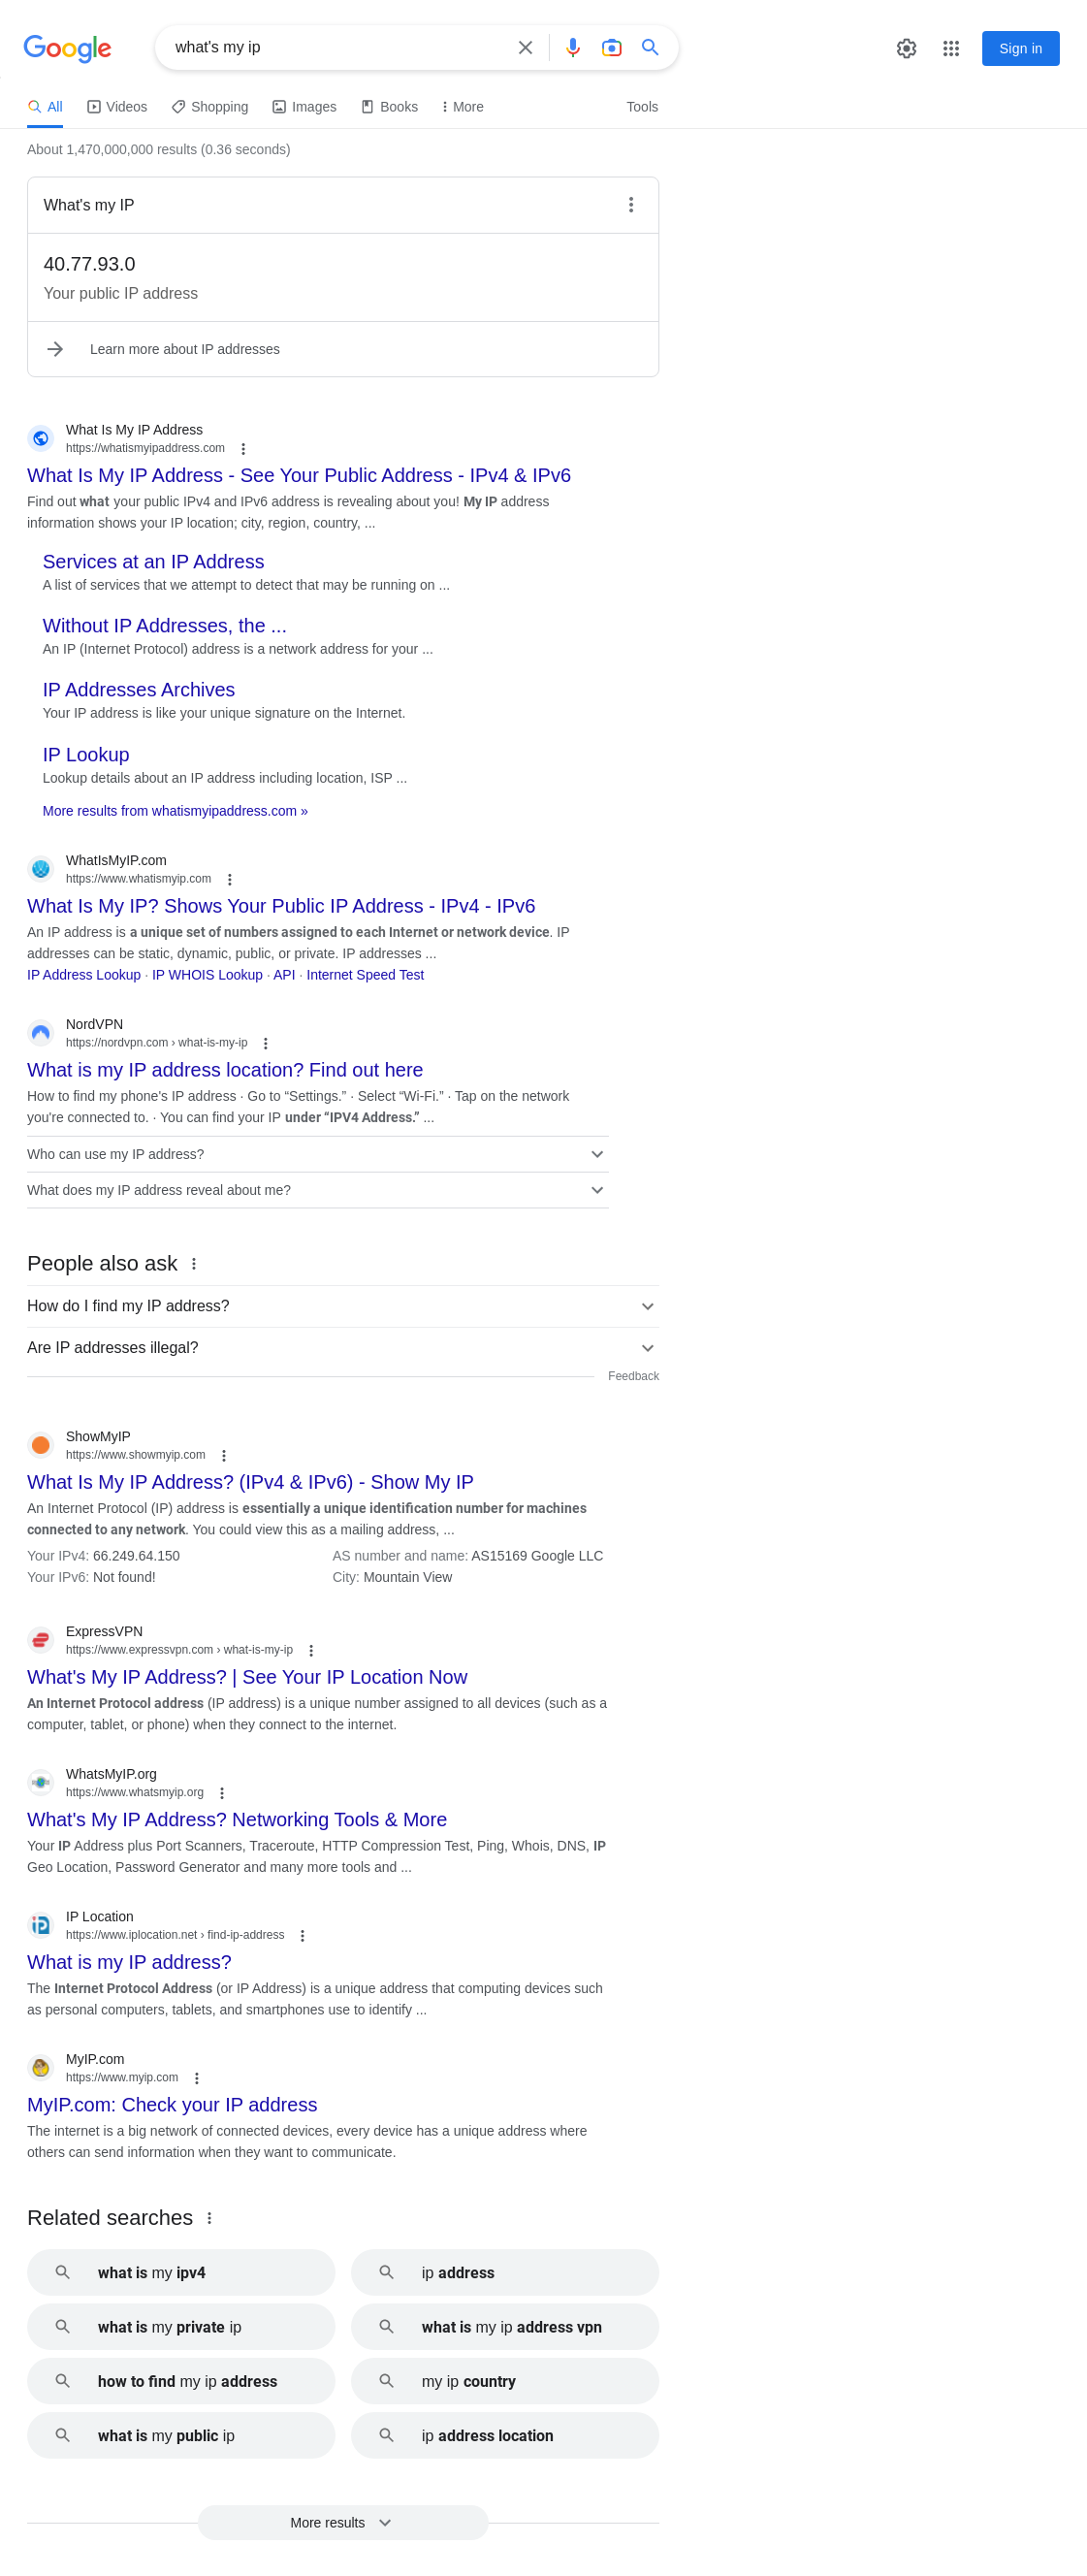 Google
what's my ip
Sign in
All
Videos
Shopping
Images
Books
More
Tools
About 1,470,000,000 results (0.36 seconds)
What's my IP
40.77.93.0
Your public IP address
Learn more about IP addresses
What Is My IP Address
https://whatismyipaddress.com
What Is My IP Address - See Your Public Address - IPv4 & IPv6
Find out what your public IPv4 and IPv6 address is revealing about you! My IP address
information shows your IP location; city, region, country, ...
Services at an IP Address
A list of services that we attempt to detect that may be running on ...
Without IP Addresses, the ...
An IP (Internet Protocol) address is a network address for your ...
IP Addresses Archives
Your IP address is like your unique signature on the Internet.
IP Lookup
Lookup details about an IP address including location, ISP ...
More results from whatismyipaddress.com »
WhatIsMyIP.com
https://www.whatismyip.com
What Is My IP? Shows Your Public IP Address - IPv4 - IPv6
An IP address is a unique set of numbers assigned to each Internet or network device. IP
addresses can be static, dynamic, public, or private. IP addresses ...
IP Address Lookup · IP WHOIS Lookup · API · Internet Speed Test
NordVPN
https://nordvpn.com › what-is-my-ip
What is my IP address location? Find out here
How to find my phone's IP address · Go to “Settings.” · Select “Wi-Fi.” · Tap on the network
you're connected to. · You can find your IP under “IPV4 Address.” ...
Who can use my IP address?
What does my IP address reveal about me?
People also ask
How do I find my IP address?
Are IP addresses illegal?
Feedback
ShowMyIP
https://www.showmyip.com
What Is My IP Address? (IPv4 & IPv6) - Show My IP
An Internet Protocol (IP) address is essentially a unique identification number for machines
connected to any network. You could view this as a mailing address, ...
Your IPv4: 66.249.64.150
AS number and name: AS15169 Google LLC
Your IPv6: Not found!
City: Mountain View
ExpressVPN
https://www.expressvpn.com › what-is-my-ip
What's My IP Address? | See Your IP Location Now
An Internet Protocol address (IP address) is a unique number assigned to all devices (such as a
computer, tablet, or phone) when they connect to the internet.
WhatsMyIP.org
https://www.whatsmyip.org
What's My IP Address? Networking Tools & More
Your IP Address plus Port Scanners, Traceroute, HTTP Compression Test, Ping, Whois, DNS, IP
Geo Location, Password Generator and many more tools and ...
IP Location
https://www.iplocation.net › find-ip-address
What is my IP address?
The Internet Protocol Address (or IP Address) is a unique address that computing devices such
as personal computers, tablets, and smartphones use to identify ...
MyIP.com
https://www.myip.com
MyIP.com: Check your IP address
The internet is a big network of connected devices, every device has a unique address where
others can send information when they want to communicate.
Related searches
what is my ipv4
ip address
what is my private ip
what is my ip address vpn
how to find my ip address
my ip country
what is my public ip
ip address location
More results